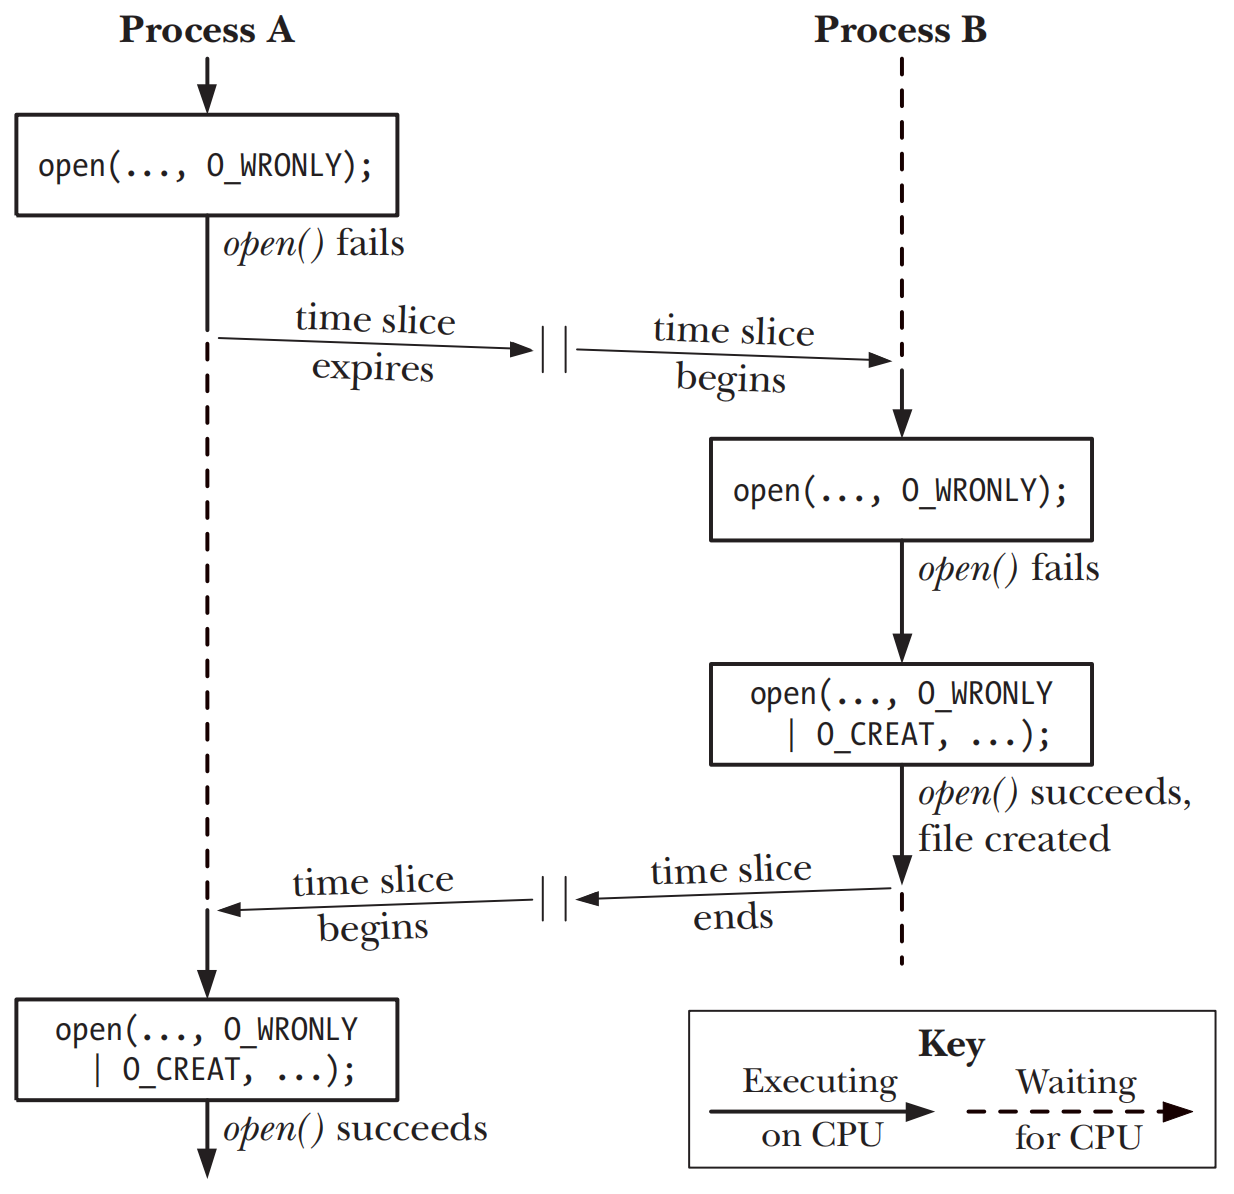 Process A
Process B
open(..., O_WRONLY);
open() fails
time slice
expires
time slice
begins
open(..., O_WRONLY);
open() fails
open(..., O_WRONLY
| O_CREAT, ...);
open() succeeds,
file created
time slice
ends
time slice
begins
open(..., O_WRONLY
| O_CREAT, ...);
open() succeeds
Key
Executing
on CPU
Waiting
for CPU